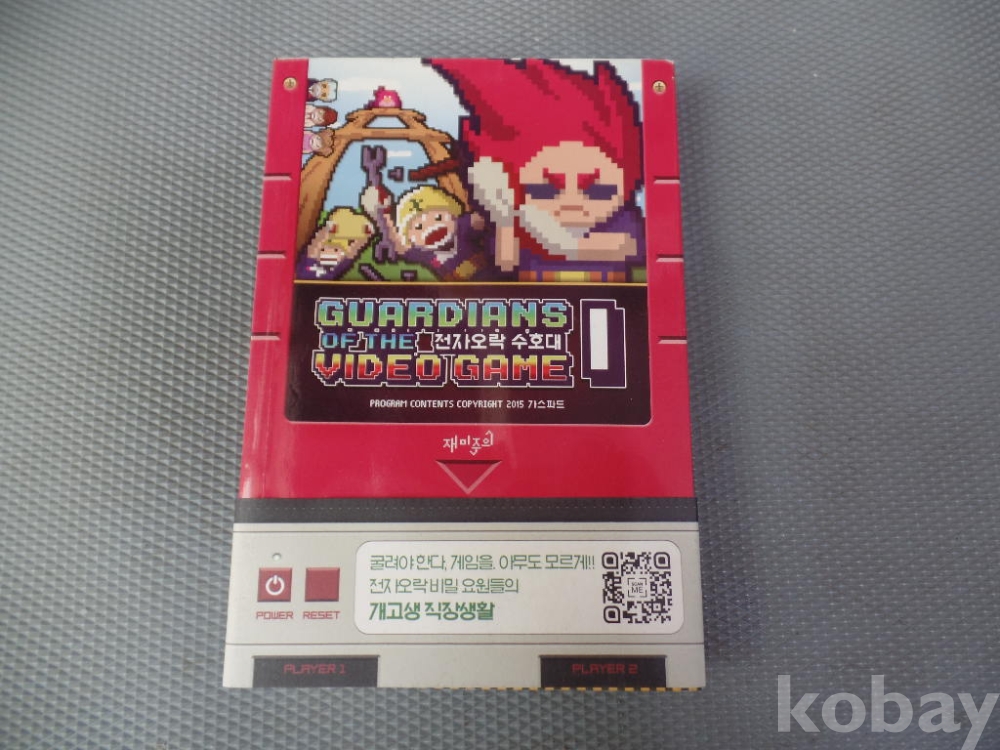 GUARDIANS
OF THE 전자오락 수호대
VIDEO GAME
1
PROGRAM CONTENTS COPYRIGHT 2015 가스파드
재미주의
굴려야 한다, 게임을. 아무도 모르게!!
전자오락 비밀 요원들의
개고생 직장생활
SCAN ME
POWER RESET
PLAYER 1 PLAYER 2
kobay